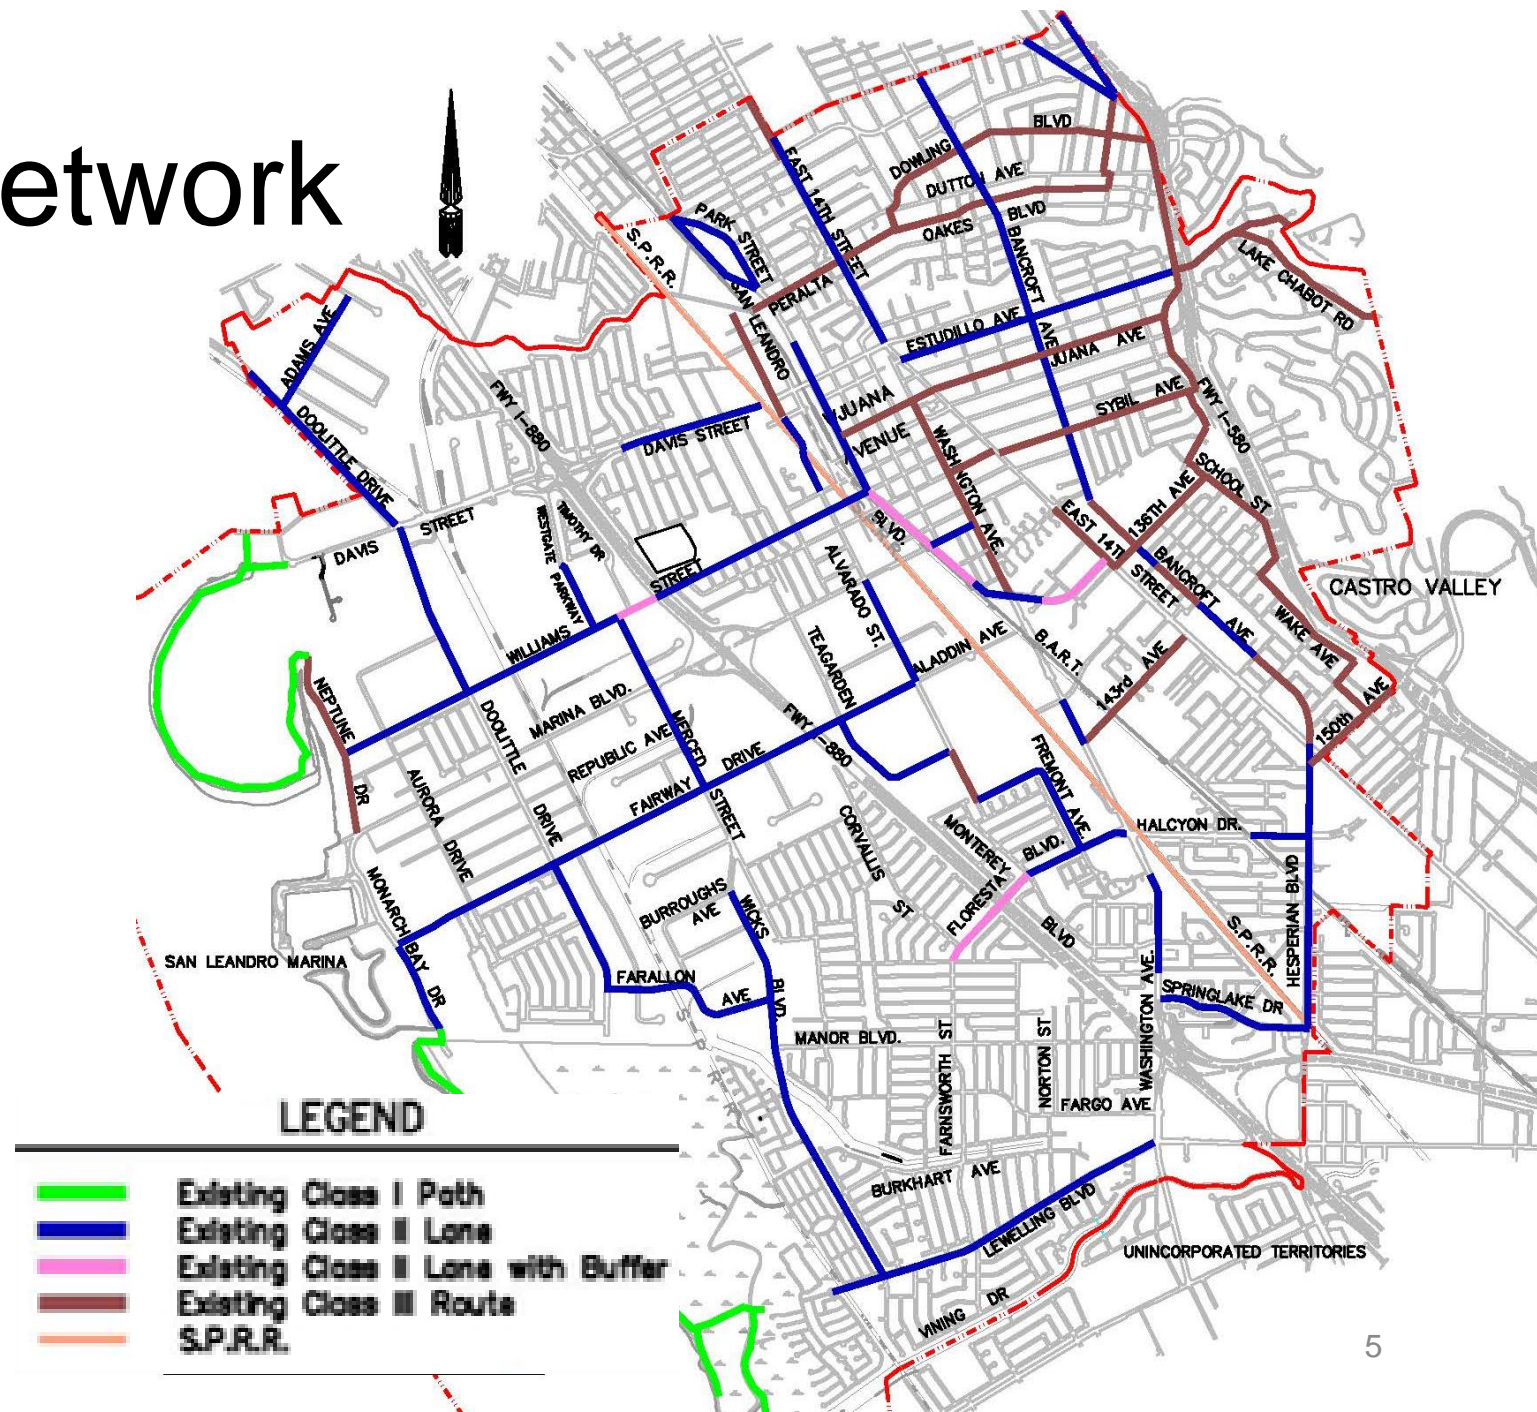 etwork
BLVD
DOWLING
DUTTON AVE
EAST 14TH STREET
PARK STREET
OAKES BLVD
BANCROFT AVE
S.P.R.R.
LAKE CHABOT RD
PERALTA
SAN LEANDRO
ESTUDILLO AVE
JUANA AVE
ADAMS AVE
FWY I-880
SYBIL AVE
FWY I-580
W.JUANA
AVENUE
DOOLITTLE DRIVE
DAVIS STREET
WASHINGTON AVE.
SCHOOL ST
136TH AVE
DAVIS STREET
WESTGATE PARKWAY
TIMOTHY DR
BLVD.
EAST 14TH
STREET
BANCROFT AVE
CASTRO VALLEY
STREET
ALVARADO ST.
WAKE AVE
WILLIAMS
TEAGARDEN
ALADDIN AVE
B.A.R.T.
143rd AVE
NEPTUNE
DR
MARINA BLVD.
DOOLITTLE
DRIVE
REPUBLIC AVE
MERCED
STREET
FWY I-880
150th AVE
FREMONT AVE.
AURORA
DRIVE
FAIRWAY
DRIVE
CORVALLIS
ST
MONTEREY
BLVD
HALCYON DR.
BLVD.
FLORESTA
MONARCH BAY DR
BURROUGHS
AVE
WICKS
BLVD.
HESPERIAN BLVD
S.P.R.R.
SAN LEANDRO MARINA
FARALLON
AVE
WASHINGTON AVE.
SPRINGLAKE DR
MANOR BLVD.
FARNSWORTH ST
NORTON ST
FARGO AVE
S P R R
BURKHART AVE
LEWELLING BLVD
UNINCORPORATED TERRITORIES
VINING DR
LEGEND
Existing Class I Path
Existing Class II Lane
Existing Class II Lane with Buffer
Existing Class III Route
S.P.R.R.
5